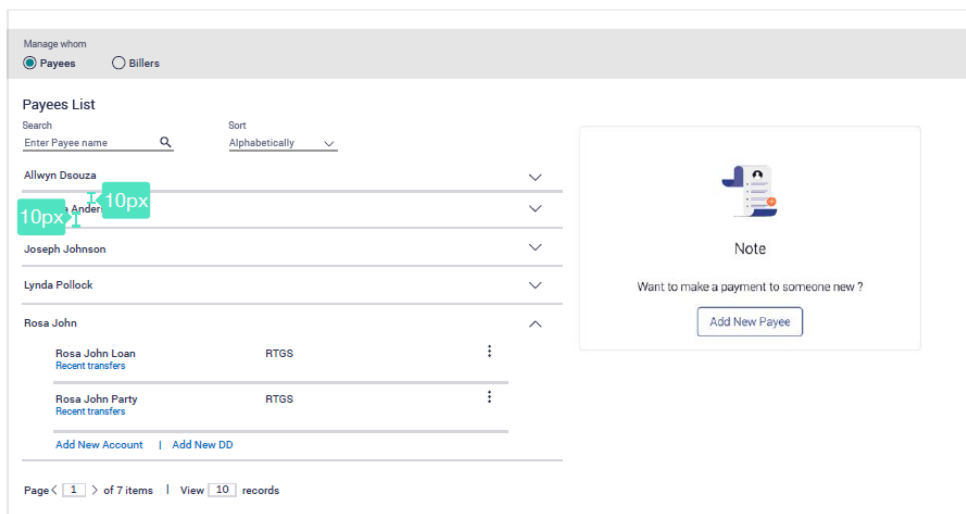 Manage whom
Payees Billers
Payees List
Search Sort
Enter Payee name Alphabetically
Allwyn Dsouza
10px
10px
Joseph Johnson
Lynda Pollock
Rosa John
Rosa John Loan RTGS
Recent transfers
Rosa John Party RTGS
Recent transfers
Add New Account | Add New DD
Page < 1 > of 7 items | View 10 records
Note
Want to make a payment to someone new ?
Add New Payee